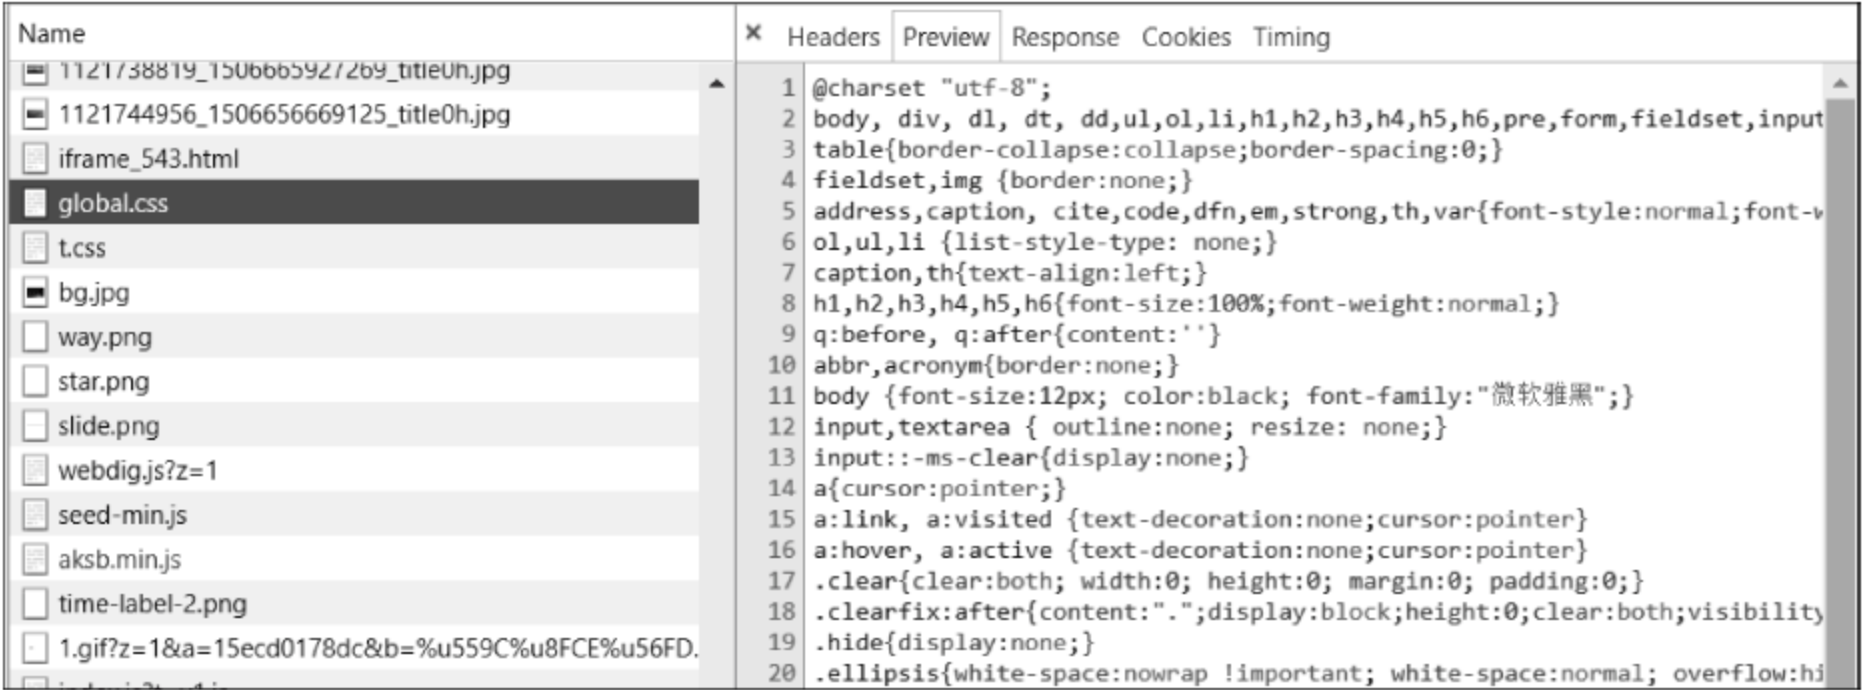 Name
1121738819_1506665927269_title0h.jpg
1121744956_1506656669125_title0h.jpg
iframe_543.html
global.css
t.css
bg.jpg
way.png
star.png
slide.png
webdig.js?z=1
seed-min.js
aksb.min.js
time-label-2.png
1.gif?z=1&a=15ecd0178dc&b=%u559C%u8FCE%u56FD.
× Headers Preview Response Cookies Timing
1 @charset "utf-8";
2 body, div, dl, dt, dd,ul,ol,li,h1,h2,h3,h4,h5,h6,pre,form,fieldset,input
3 table{border-collapse:collapse;border-spacing:0;}
4 fieldset,img {border:none;}
5 address,caption, cite,code,dfn,em,strong,th,var{font-style:normal;font-w
6 ol,ul,li {list-style-type: none;}
7 caption,th{text-align:left;}
8 h1,h2,h3,h4,h5,h6{font-size:100%;font-weight:normal;}
9 q:before, q:after{content:''}
10 abbr,acronym{border:none;}
11 body {font-size:12px; color:black; font-family:"微软雅黑";}
12 input,textarea { outline:none; resize: none;}
13 input::-ms-clear{display:none;}
14 a{cursor:pointer;}
15 a:link, a:visited {text-decoration:none;cursor:pointer}
16 a:hover, a:active {text-decoration:none;cursor:pointer}
17 .clear{clear:both; width:0; height:0; margin:0; padding:0;}
18 .clearfix:after{content:".";display:block;height:0;clear:both;visibility
19 .hide{display:none;}
20 .ellipsis{white-space:nowrap !important; white-space:normal; overflow:hi